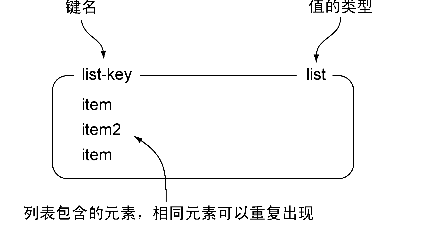 键名 值的类型
list-key list
item
item2
item
列表包含的元素，相同元素可以重复出现